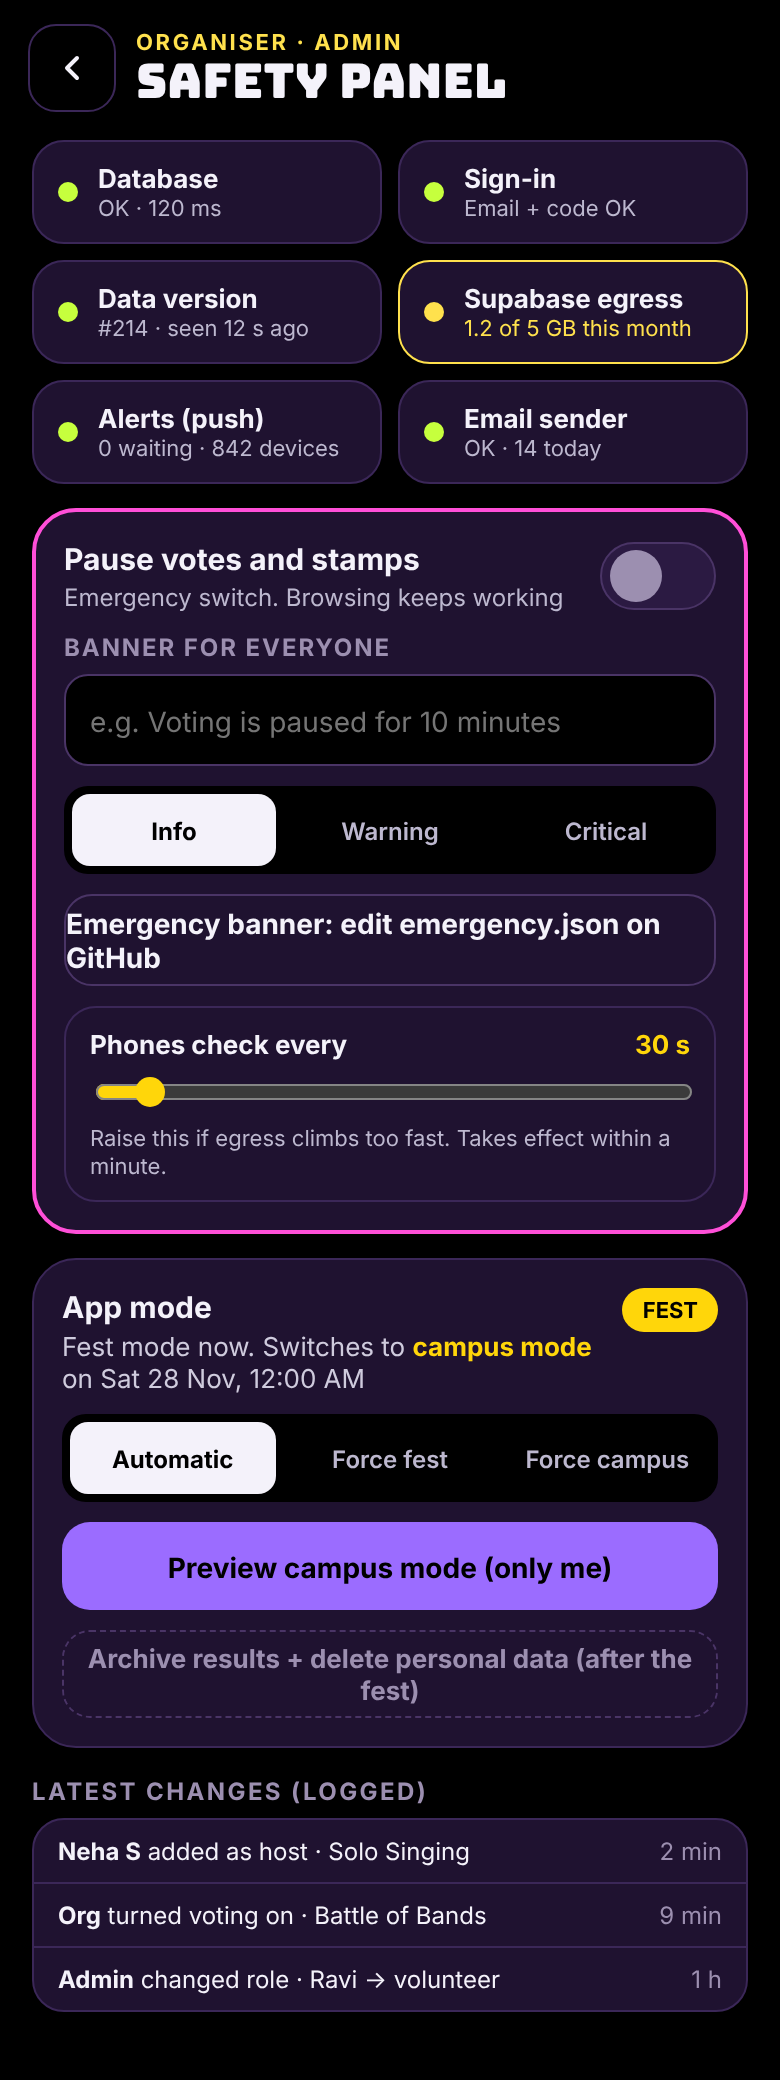 ORGANISER · ADMIN
SAFETY PANEL
Database
OK · 120 ms
Sign-in
Email + code OK
Data version
#214 · seen 12 s ago
Supabase egress
1.2 of 5 GB this month
Alerts (push)
0 waiting · 842 devices
Email sender
OK · 14 today
Pause votes and stamps
Emergency switch. Browsing keeps working
BANNER FOR EVERYONE
e.g. Voting is paused for 10 minutes
Info
Warning
Critical
Emergency banner: edit emergency.json on
GitHub
Phones check every
30 s
Raise this if egress climbs too fast. Takes effect within a
minute.
App mode
FEST
Fest mode now. Switches to campus mode
on Sat 28 Nov, 12:00 AM
Automatic
Force fest
Force campus
Preview campus mode (only me)
Archive results + delete personal data (after the
fest)
LATEST CHANGES (LOGGED)
Neha S added as host · Solo Singing
2 min
Org turned voting on · Battle of Bands
9 min
Admin changed role · Ravi → volunteer
1 h